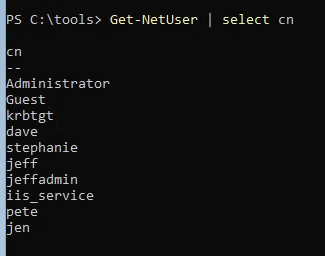 PS C:\tools> Get-NetUser | select cn
cn
--
Administrator
Guest
krbtgt
dave
stephanie
jeff
jeffadmin
iis_service
pete
jen